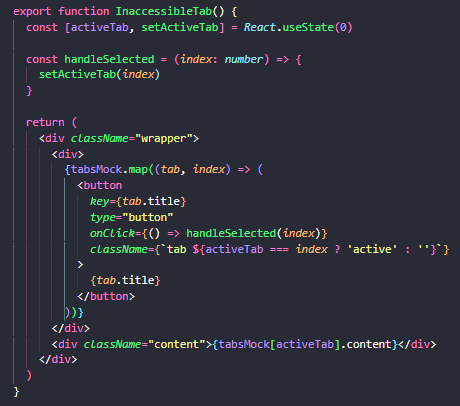 export function InaccessibleTab() {
  const [activeTab, setActiveTab] = React.useState(0)

  const handleSelected = (index: number) => {
    setActiveTab(index)
  }

  return (
    <div className="wrapper">
      <div>
        {tabsMock.map((tab, index) => (
          <button
            key={tab.title}
            type="button"
            onClick={() => handleSelected(index)}
            className={`tab ${activeTab === index ? 'active' : ''}`}
          >
            {tab.title}
          </button>
        ))}
      </div>
      <div className="content">{tabsMock[activeTab].content}</div>
    </div>
  )
}